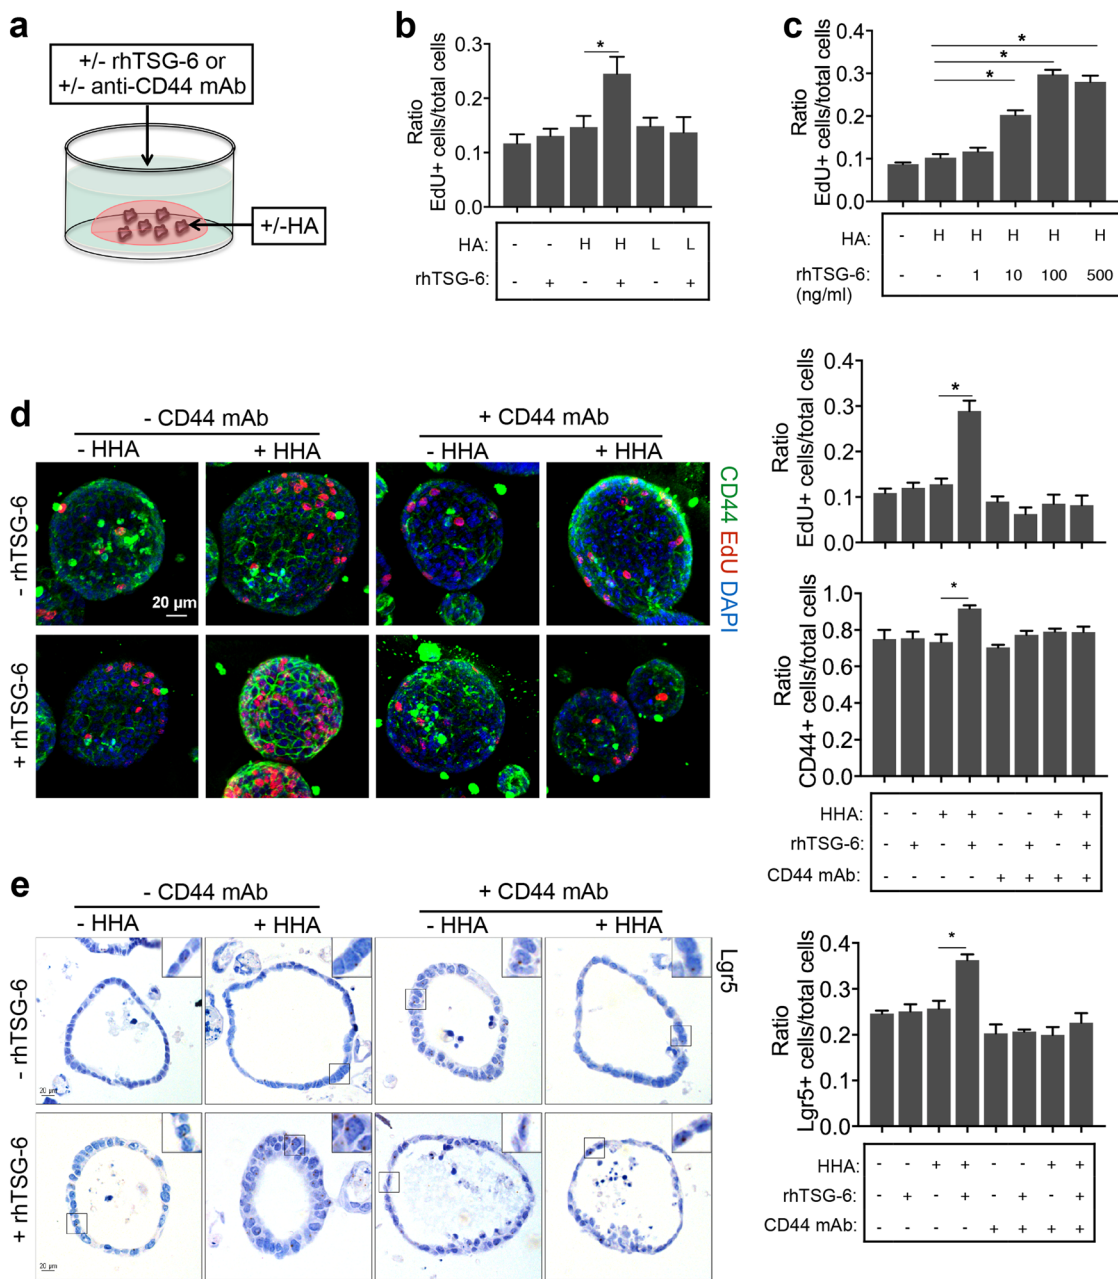 a
+/- rhTSG-6 or
+/- anti-CD44 mAb
+/-HA
b
Ratio
EdU+ cells/total cells
0.3
0.2
0.1
0.0
*
HA: - - H H L L
rhTSG-6: - + - + - +
c
Ratio
EdU+ cells/total cells
0.4
0.3
0.2
0.1
0.0
*
*
*
HA: - H H H H H
rhTSG-6: - - 1 10 100 500
(ng/ml)
d
- CD44 mAb + CD44 mAb
- HHA + HHA - HHA + HHA
- rhTSG-6
20 µm
+ rhTSG-6
CD44 EdU DAPI
Ratio
EdU+ cells/total cells
0.4
0.3
0.2
0.1
0.0
*
Ratio
CD44+ cells/total cells
1.0
0.8
0.6
0.4
0.2
0.0
*
HHA: - - + + - - + +
rhTSG-6: - + - + - + - +
CD44 mAb: - - - - + + + +
e
- CD44 mAb + CD44 mAb
- HHA + HHA - HHA + HHA
- rhTSG-6
20 µm
+ rhTSG-6
20 µm
Lgr5
Ratio
Lgr5+ cells/total cells
0.4
0.3
0.2
0.1
0.0
*
HHA: - - + + - - + +
rhTSG-6: - + - + - + - +
CD44 mAb: - - - - + + + +